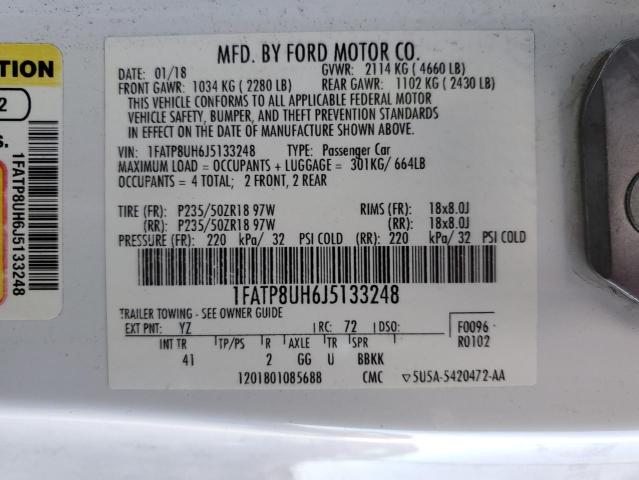 MFD. BY FORD MOTOR CO.
DATE: 01/18 GVWR: 2114 KG ( 4660 LB)
FRONT GAWR: 1034 KG ( 2280 LB) REAR GAWR: 1102 KG ( 2430 LB)
THIS VEHICLE CONFORMS TO ALL APPLICABLE FEDERAL MOTOR
VEHICLE SAFETY, BUMPER, AND THEFT PREVENTION STANDARDS
IN EFFECT ON THE DATE OF MANUFACTURE SHOWN ABOVE.
VIN: 1FATP8UH6J5133248 TYPE: Passenger Car
MAXIMUM LOAD = OCCUPANTS + LUGGAGE = 301KG/ 664LB
OCCUPANTS = 4 TOTAL; 2 FRONT, 2 REAR
TIRE (FR): P235/50ZR18 97W RIMS (FR): 18x8.0J
(RR): P235/50ZR18 97W (RR): 18x8.0J
PRESSURE (FR): 220 kPa/ 32 PSI COLD (RR): 220 kPa/ 32 PSI COLD
1FATP8UH6J5133248
TRAILER TOWING - SEE OWNER GUIDE
EXT PNT: YZ RC: 72 DSO: F0096
R0102
INT TR TP/PS R AXLE TR SPR
41 2 GG U BBKK
1201801085688 CMC ▽5U5A-5420472-AA
TION
2
s.
1FATP8UH6J5133248